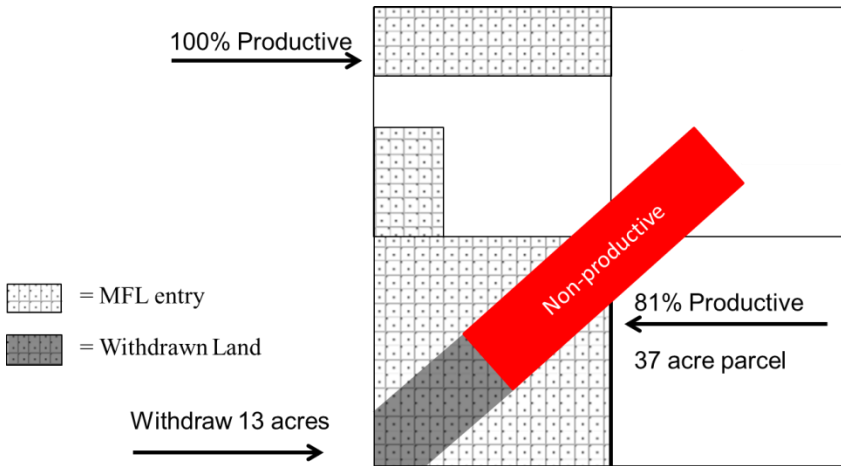 100% Productive
Non-productive
= MFL entry
81% Productive
= Withdrawn Land
37 acre parcel
Withdraw 13 acres